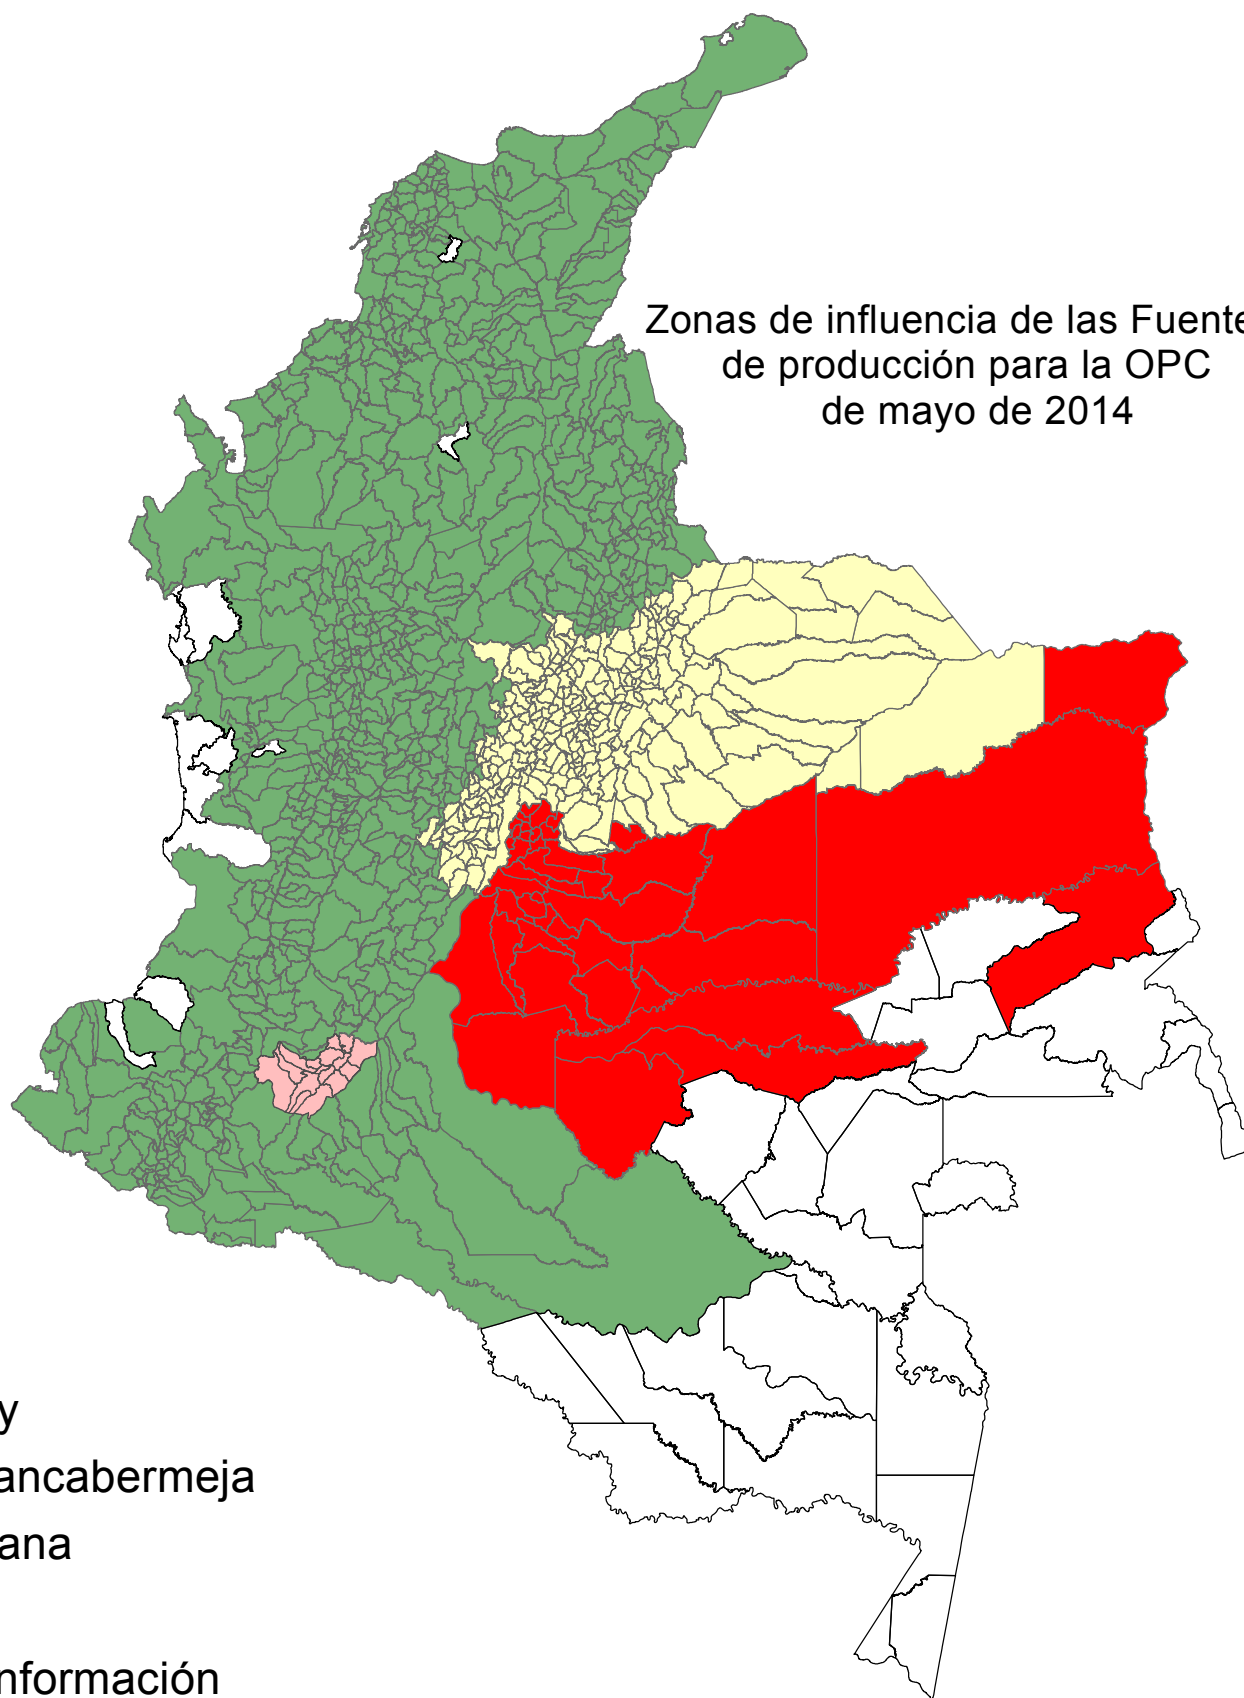 Zonas de influencia de las Fuente
de producción para la OPC
de mayo de 2014
y
ancabermeja
ana
nformación